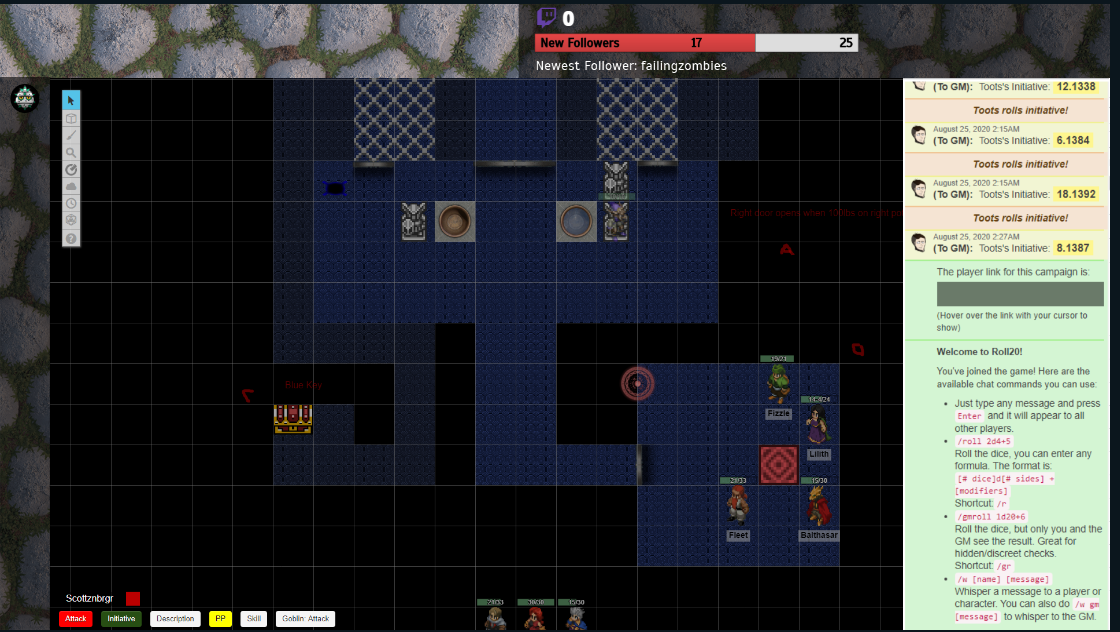 0
New Followers 17 25
Newest Follower: failingzombies
(To GM): Toots's Initiative: 12.1338
Toots rolls initiative!
August 25, 2020 2:15AM
(To GM): Toots's Initiative: 6.1384
Toots rolls initiative!
August 25, 2020 2:15AM
(To GM): Toots's Initiative: 18.1392
Toots rolls initiative!
August 25, 2020 2:27AM
(To GM): Toots's Initiative: 8.1387
The player link for this campaign is:
(Hover over the link with your cursor to
show)
Welcome to Roll20!
You've joined the game! Here are the
available chat commands you can use:
Just type any message and press
Enter and it will appear to all
other players.
/roll 2d4+5
Roll the dice, you can enter any
formula. The format is:
[# dice]d[# sides] +
[modifiers]
Shortcut: /r
/gmroll 1d20+6
Roll the dice, but only you and the
GM see the result. Great for
hidden/discreet checks.
Shortcut: /gr
/w [name] [message]
Whisper a message to a player or
character. You can also do /w gm
[message] to whisper to the GM.
Right door opens when 100lbs on right
Fizzle
Lilith
Fleet
15/30
Balthasar
Scottznbrgr
Attack
Initiative
Description
PP
Skill
Goblin: Attack